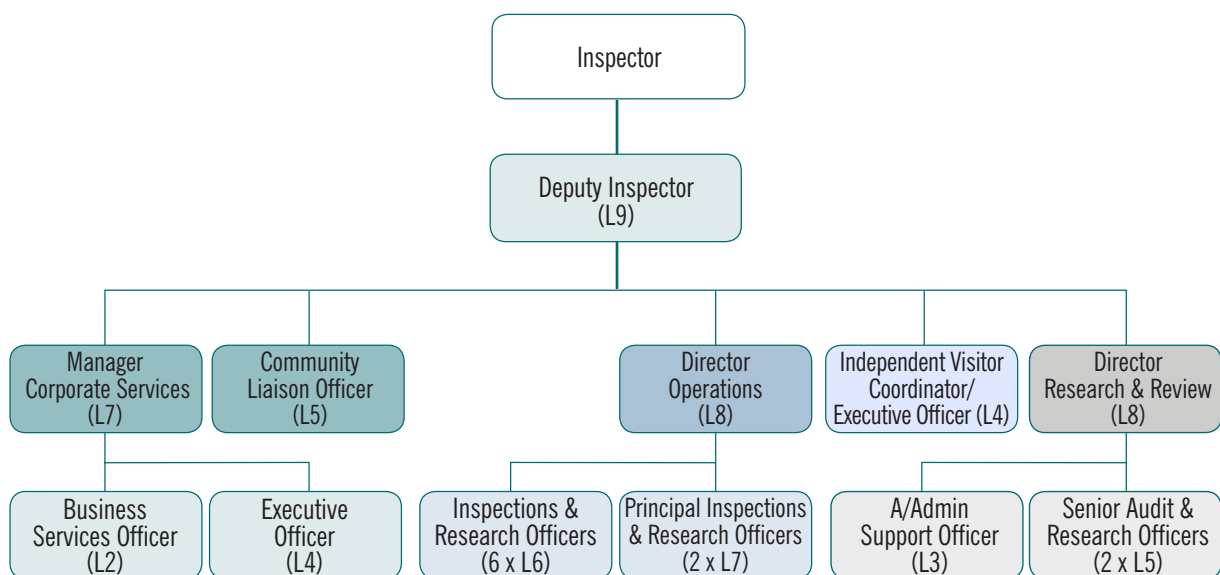 Inspector
Deputy Inspector
(L9)
Manager
Corporate Services
(L7)
Community
Liaison Officer
(L5)
Director
Operations
(L8)
Independent Visitor
Coordinator/
Executive Officer (L4)
Director
Research & Review
(L8)
Business
Services Officer
(L2)
Executive
Officer
(L4)
Inspections &
Research Officers
(6 x L6)
Principal Inspections
& Research Officers
(2 x L7)
A/Admin
Support Officer
(L3)
Senior Audit &
Research Officers
(2 x L5)